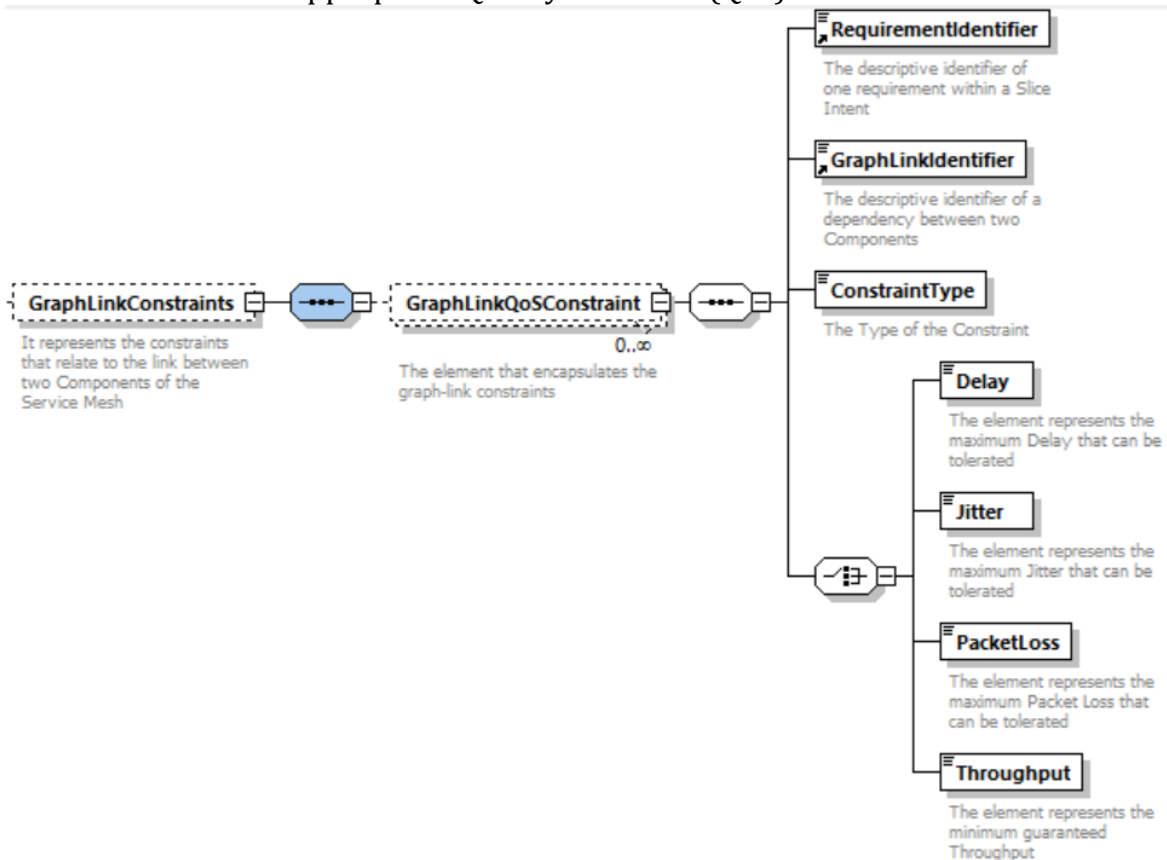 RequirementIdentifier
The descriptive identifier of
one requirement within a Slice
Intent
GraphLinkIdentifier
The descriptive identifier of a
dependency between two
Components
GraphLinkConstraints
It represents the constraints
that relate to the link between
two Components of the
Service Mesh
GraphLinkQoSConstraint
0..∞
The element that encapsulates the
graph-link constraints
ConstraintType
The Type of the Constraint
Delay
The element represents the
maximum Delay that can be
tolerated
Jitter
The element represents the
maximum Jitter that can be
tolerated
PacketLoss
The element represents the
maximum Packet Loss that
can be tolerated
Throughput
The element represents the
minimum guaranteed
Throughput